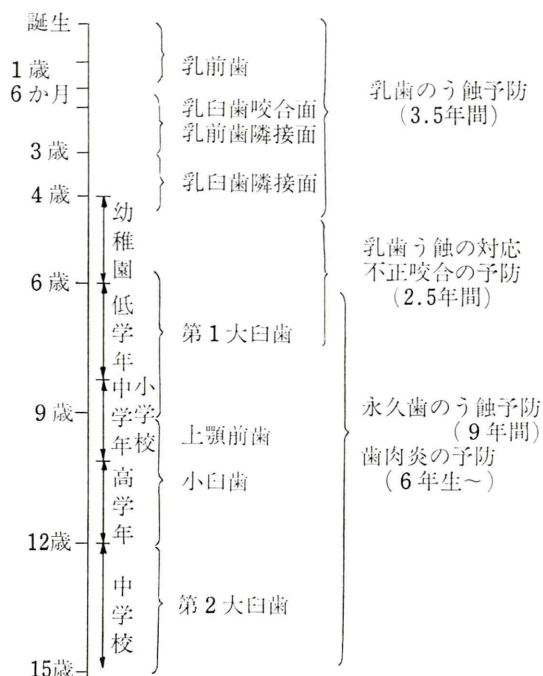 誕生
1歳
6か月
3歳
4歳
6歳
9歳
12歳
15歳
幼稚園
低学年
中学年
小学校
高学年
中学校
乳前歯
乳臼歯咬合面
乳前歯隣接面
乳臼歯隣接面
第1大臼歯
上顎前歯
小臼歯
第2大臼歯
乳歯のう蝕予防
(3.5年間)
乳歯う蝕の対応
不正咬合の予防
(2.5年間)
永久歯のう蝕予防
(9年間)
歯肉炎の予防
(6年生~)